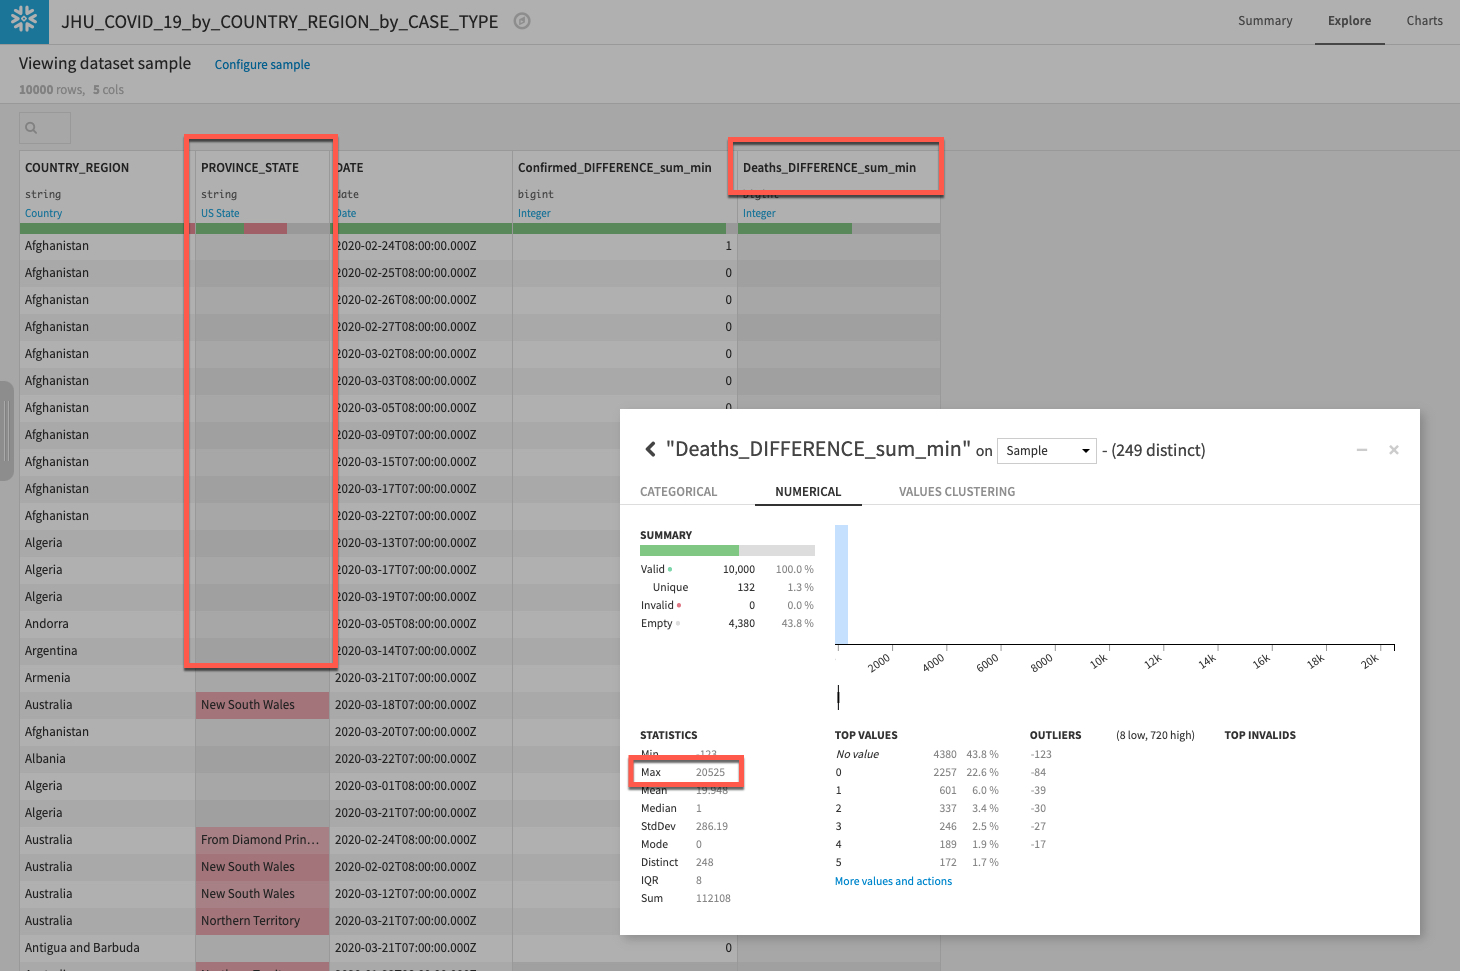 JHU_COVID_19_by_COUNTRY_REGION_by_CASE_TYPE
Summary Explore Charts
Viewing dataset sample Configure sample
10000 rows, 5 cols
COUNTRY_REGION PROVINCE_STATE DATE Confirmed_DIFFERENCE_sum_min Deaths_DIFFERENCE_sum_min
string string date bigint bigint
Country US State Date Integer Integer
Afghanistan 2020-02-24T08:00:00.000Z 1
Afghanistan 2020-02-25T08:00:00.000Z 0
Afghanistan 2020-02-26T08:00:00.000Z 0
Afghanistan 2020-02-27T08:00:00.000Z 0
Afghanistan 2020-03-02T08:00:00.000Z 0
Afghanistan 2020-03-03T08:00:00.000Z 0
Afghanistan 2020-03-05T08:00:00.000Z 0
Afghanistan 2020-03-09T07:00:00.000Z
Afghanistan 2020-03-15T07:00:00.000Z
Afghanistan 2020-03-17T07:00:00.000Z
Afghanistan 2020-03-22T07:00:00.000Z
Algeria 2020-03-13T07:00:00.000Z
Algeria 2020-03-17T07:00:00.000Z
Algeria 2020-03-19T07:00:00.000Z
Andorra 2020-03-05T08:00:00.000Z
Argentina 2020-03-14T07:00:00.000Z
Armenia 2020-03-21T07:00:00.000Z
Australia New South Wales 2020-03-18T07:00:00.000Z
Afghanistan 2020-03-20T07:00:00.000Z
Albania 2020-03-22T07:00:00.000Z
Algeria 2020-03-01T08:00:00.000Z
Algeria 2020-03-21T07:00:00.000Z
Australia From Diamond Prin... 2020-02-24T08:00:00.000Z
Australia New South Wales 2020-02-02T08:00:00.000Z
Australia New South Wales 2020-03-12T07:00:00.000Z
Australia Northern Territory 2020-03-21T07:00:00.000Z
Antigua and Barbuda 2020-03-21T07:00:00.000Z 0
"Deaths_DIFFERENCE_sum_min" on Sample - (249 distinct)
CATEGORICAL NUMERICAL VALUES CLUSTERING
SUMMARY
Valid 10,000 100.0 %
Unique 132 1.3 %
Invalid 0 0.0 %
Empty 4,380 43.8 %
2000 4000 6000 8000 10k 12k 14k 16k 18k 20k
STATISTICS
Min -123
Max 20525
Mean 19.948
Median 1
StdDev 286.19
Mode 0
Distinct 248
IQR 8
Sum 112108
TOP VALUES
No value 4380 43.8 %
0 2257 22.6 %
1 601 6.0 %
2 337 3.4 %
3 246 2.5 %
4 189 1.9 %
5 172 1.7 %
More values and actions
OUTLIERS (8 low, 720 high)
-123
-84
-39
-30
-27
-17
TOP INVALIDS